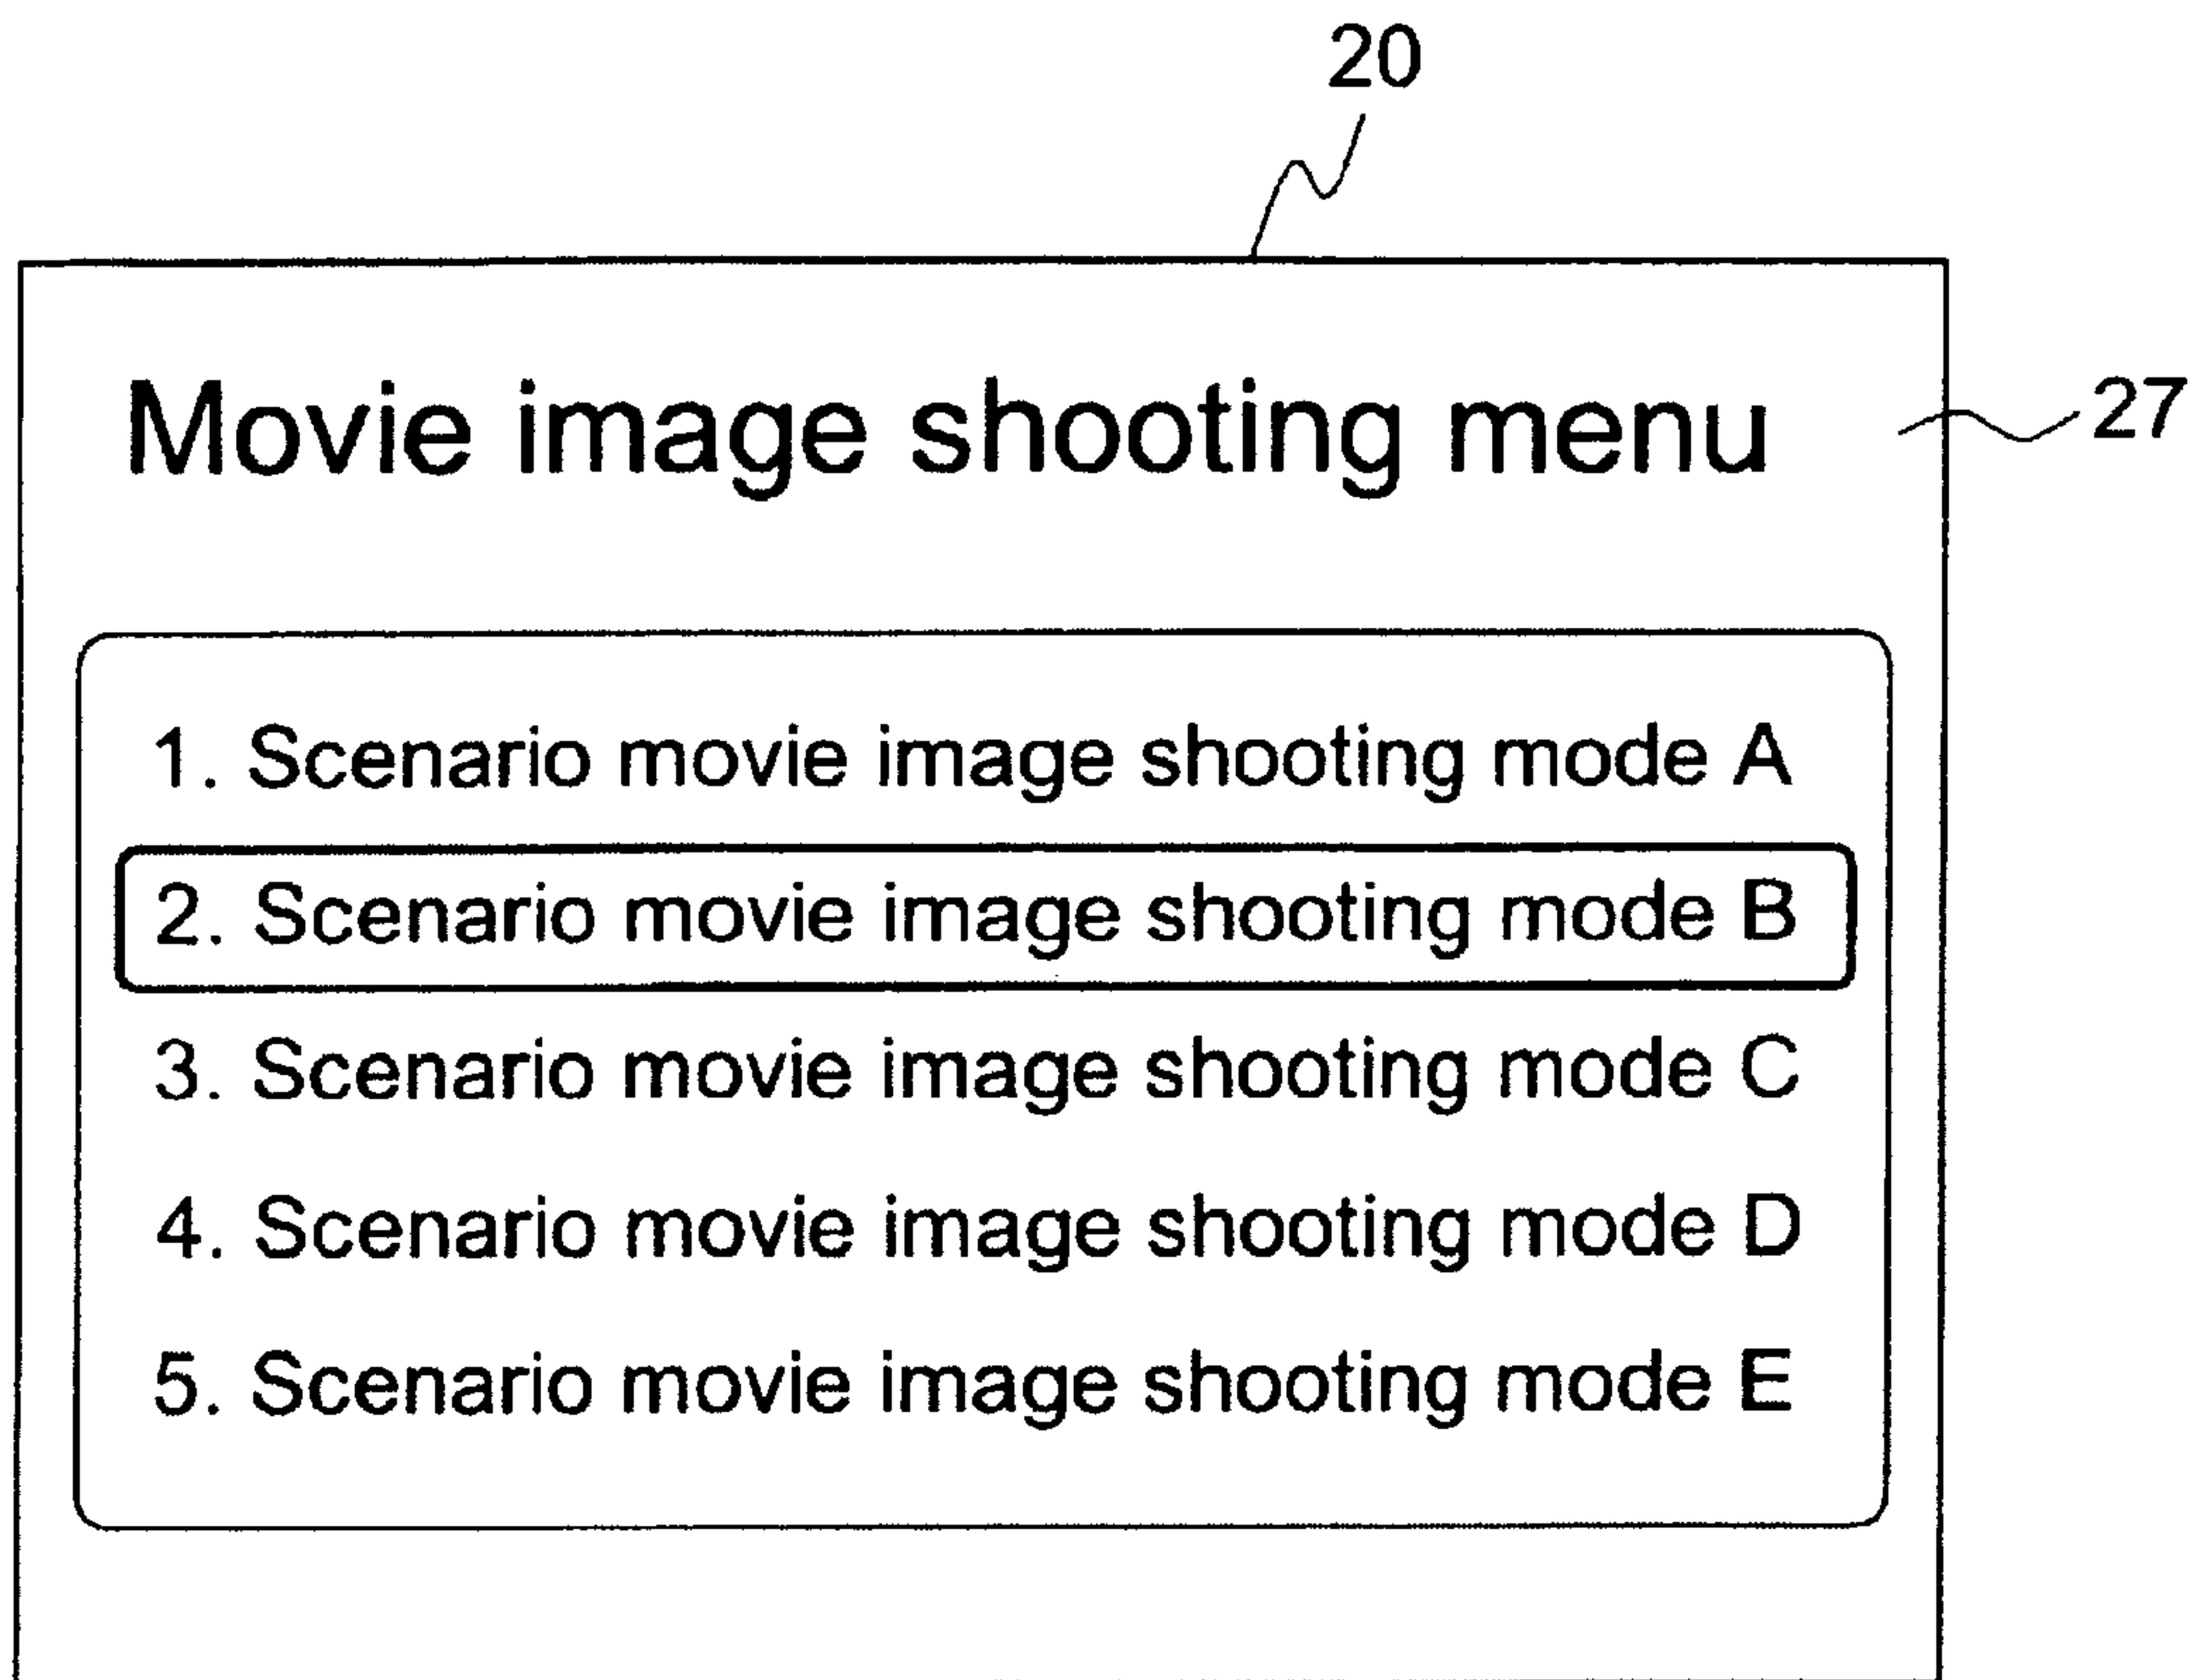 20
Movie image shooting menu
27
1. Scenario movie image shooting mode A
2. Scenario movie image shooting mode B
3. Scenario movie image shooting mode C
4. Scenario movie image shooting mode D
5. Scenario movie image shooting mode E